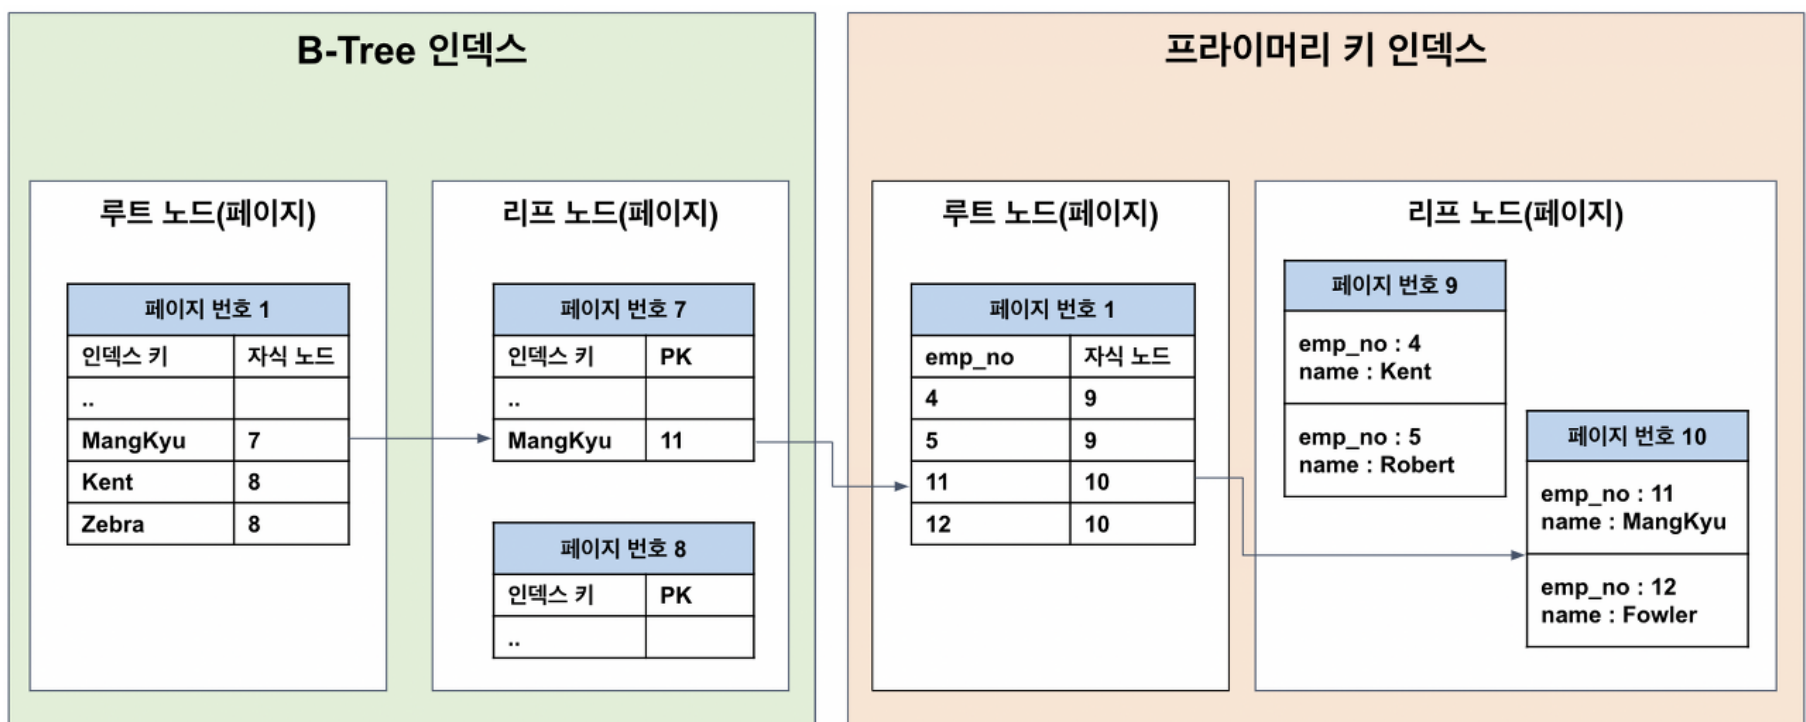 B-Tree 인덱스
루트 노드(페이지)
페이지 번호 1
인덱스 키 자식 노드
..
MangKyu 7
Kent 8
Zebra 8
리프 노드(페이지)
페이지 번호 7
인덱스 키 PK
..
MangKyu 11
페이지 번호 8
인덱스 키 PK
..
프라이머리 키 인덱스
루트 노드(페이지)
페이지 번호 1
emp_no 자식 노드
4 9
5 9
11 10
12 10
리프 노드(페이지)
페이지 번호 9
emp_no : 4
name : Kent
emp_no : 5
name : Robert
페이지 번호 10
emp_no : 11
name : MangKyu
emp_no : 12
name : Fowler